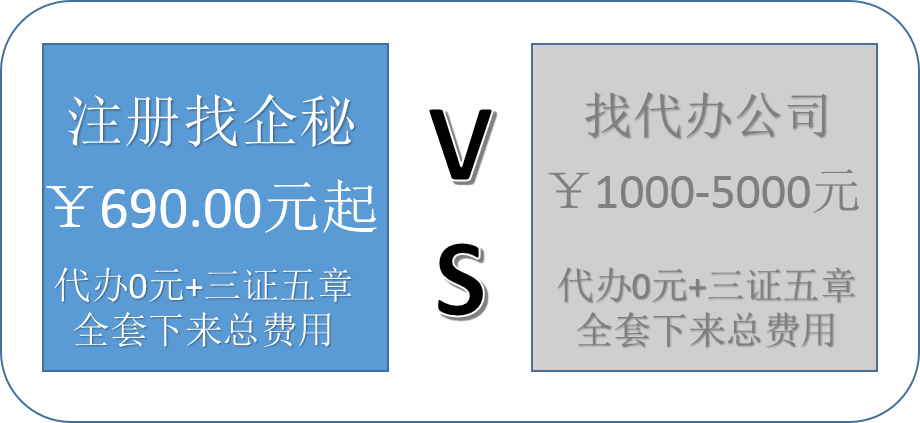 注册找企秘
￥690.00元起
代办0元+三证五章
全套下来总费用
V
S
找代办公司
￥1000-5000元
代办0元+三证五章
全套下来总费用